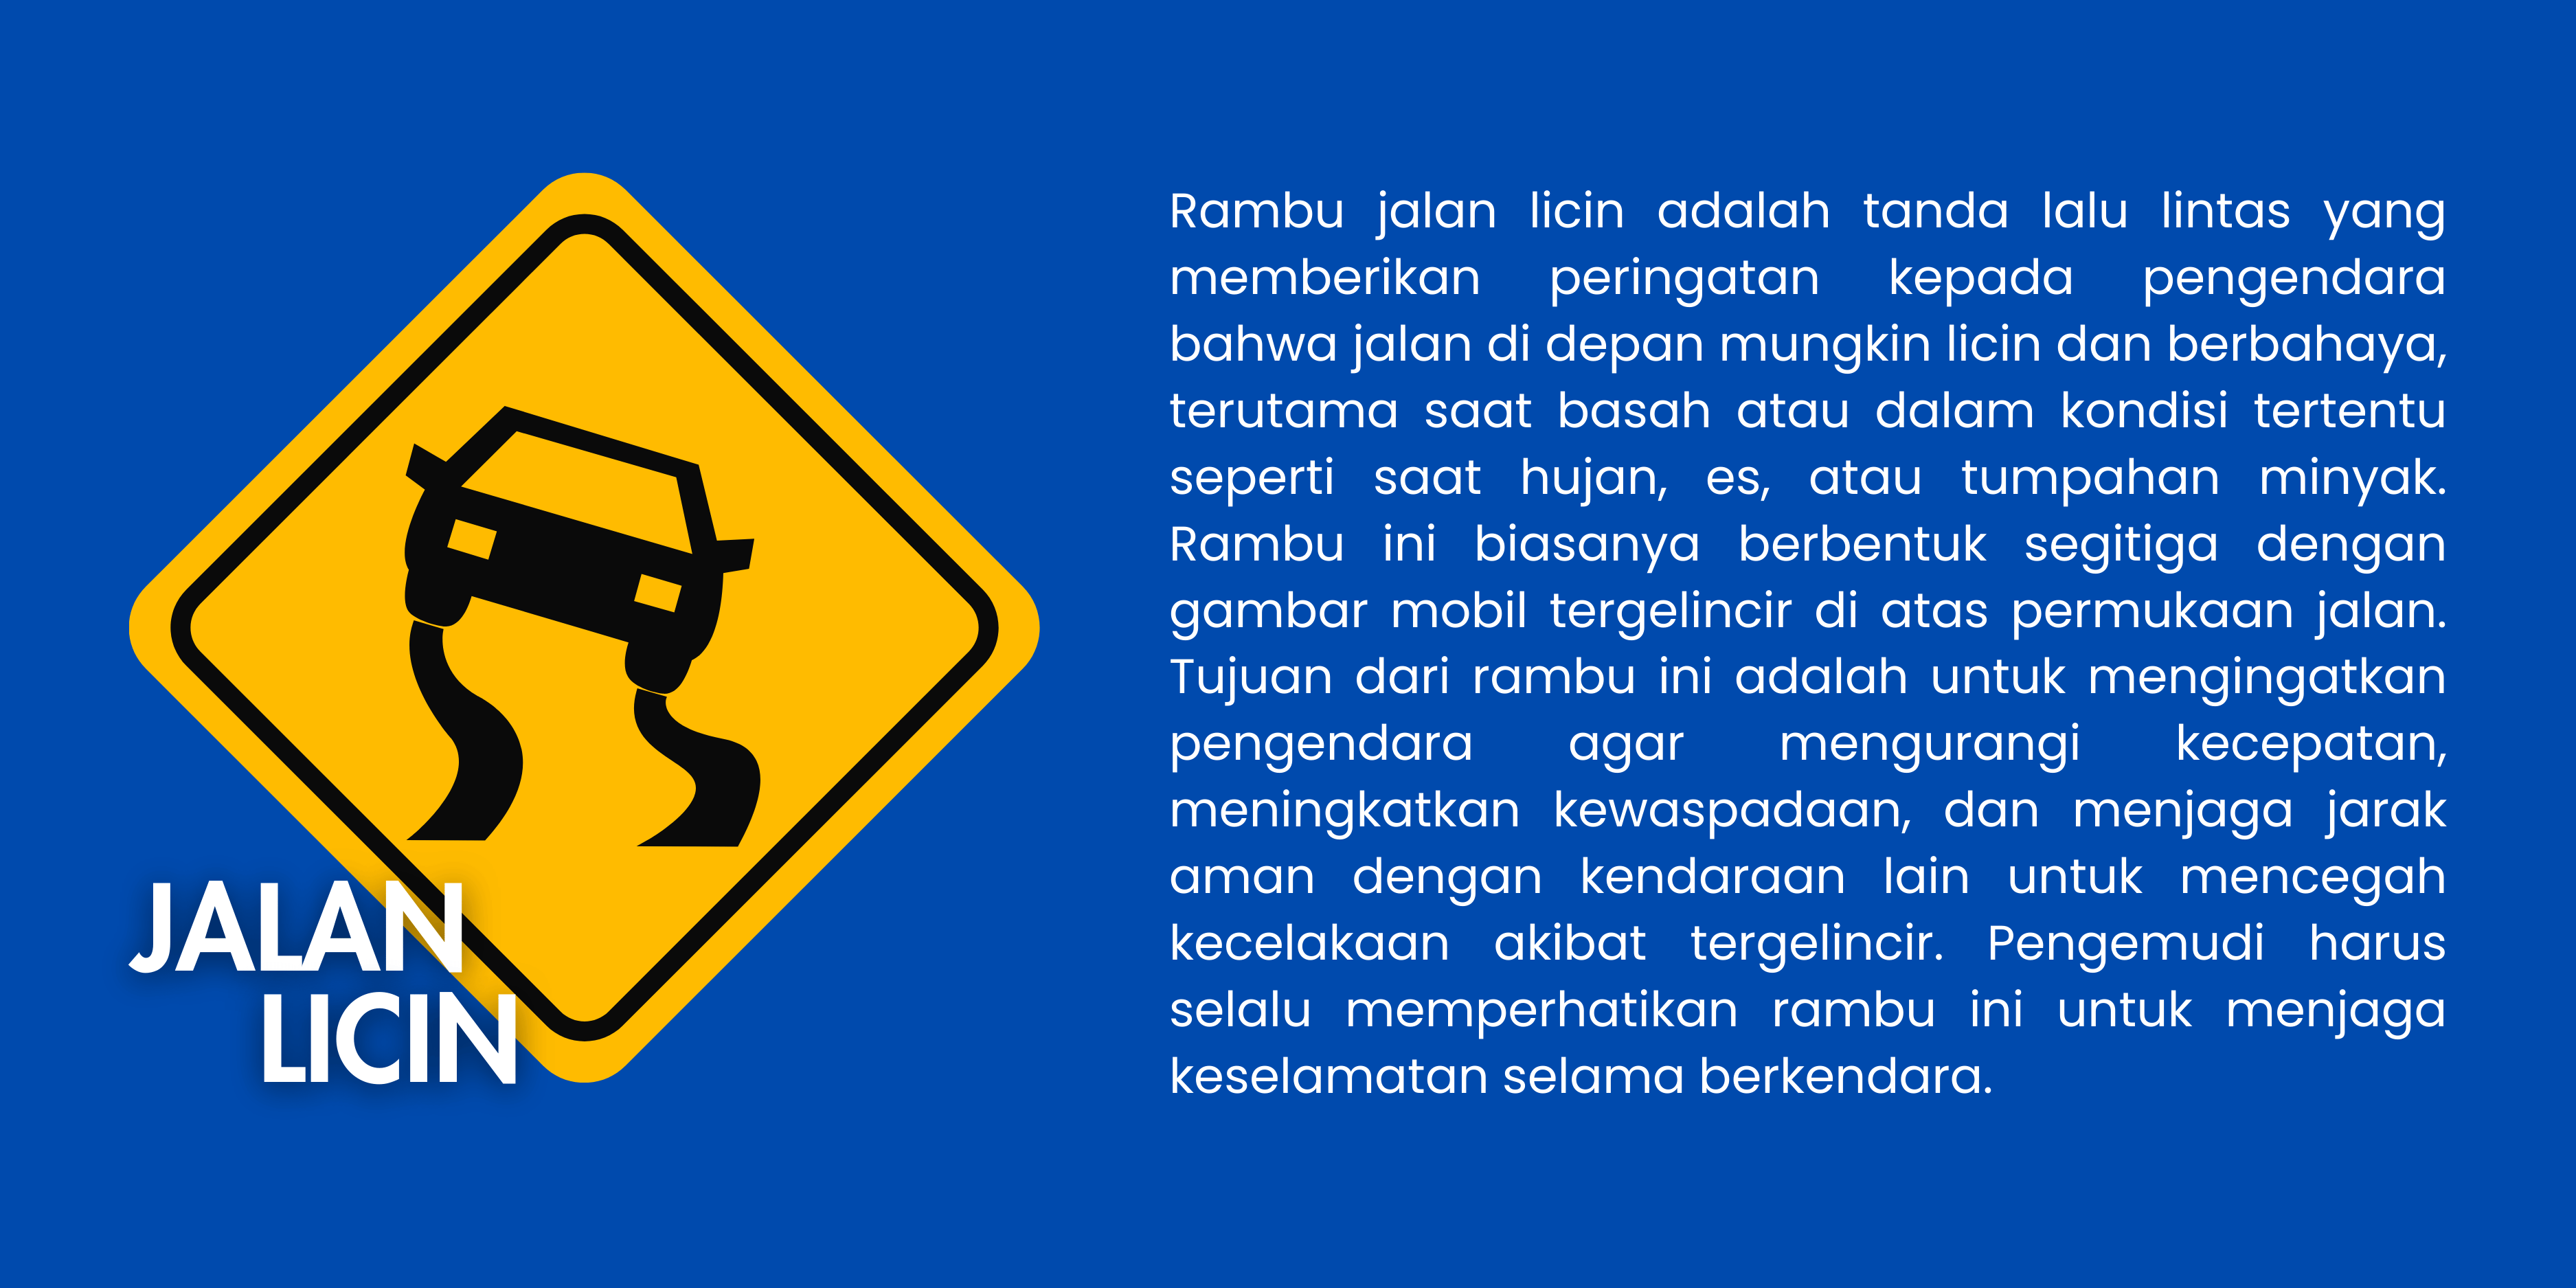 JALAN
LICIN
Rambu jalan licin adalah tanda lalu lintas yang
memberikan peringatan kepada pengendara
bahwa jalan di depan mungkin licin dan berbahaya,
terutama saat basah atau dalam kondisi tertentu
seperti saat hujan, es, atau tumpahan minyak.
Rambu ini biasanya berbentuk segitiga dengan
gambar mobil tergelincir di atas permukaan jalan.
Tujuan dari rambu ini adalah untuk mengingatkan
pengendara agar mengurangi kecepatan,
meningkatkan kewaspadaan, dan menjaga jarak
aman dengan kendaraan lain untuk mencegah
kecelakaan akibat tergelincir. Pengemudi harus
selalu memperhatikan rambu ini untuk menjaga
keselamatan selama berkendara.